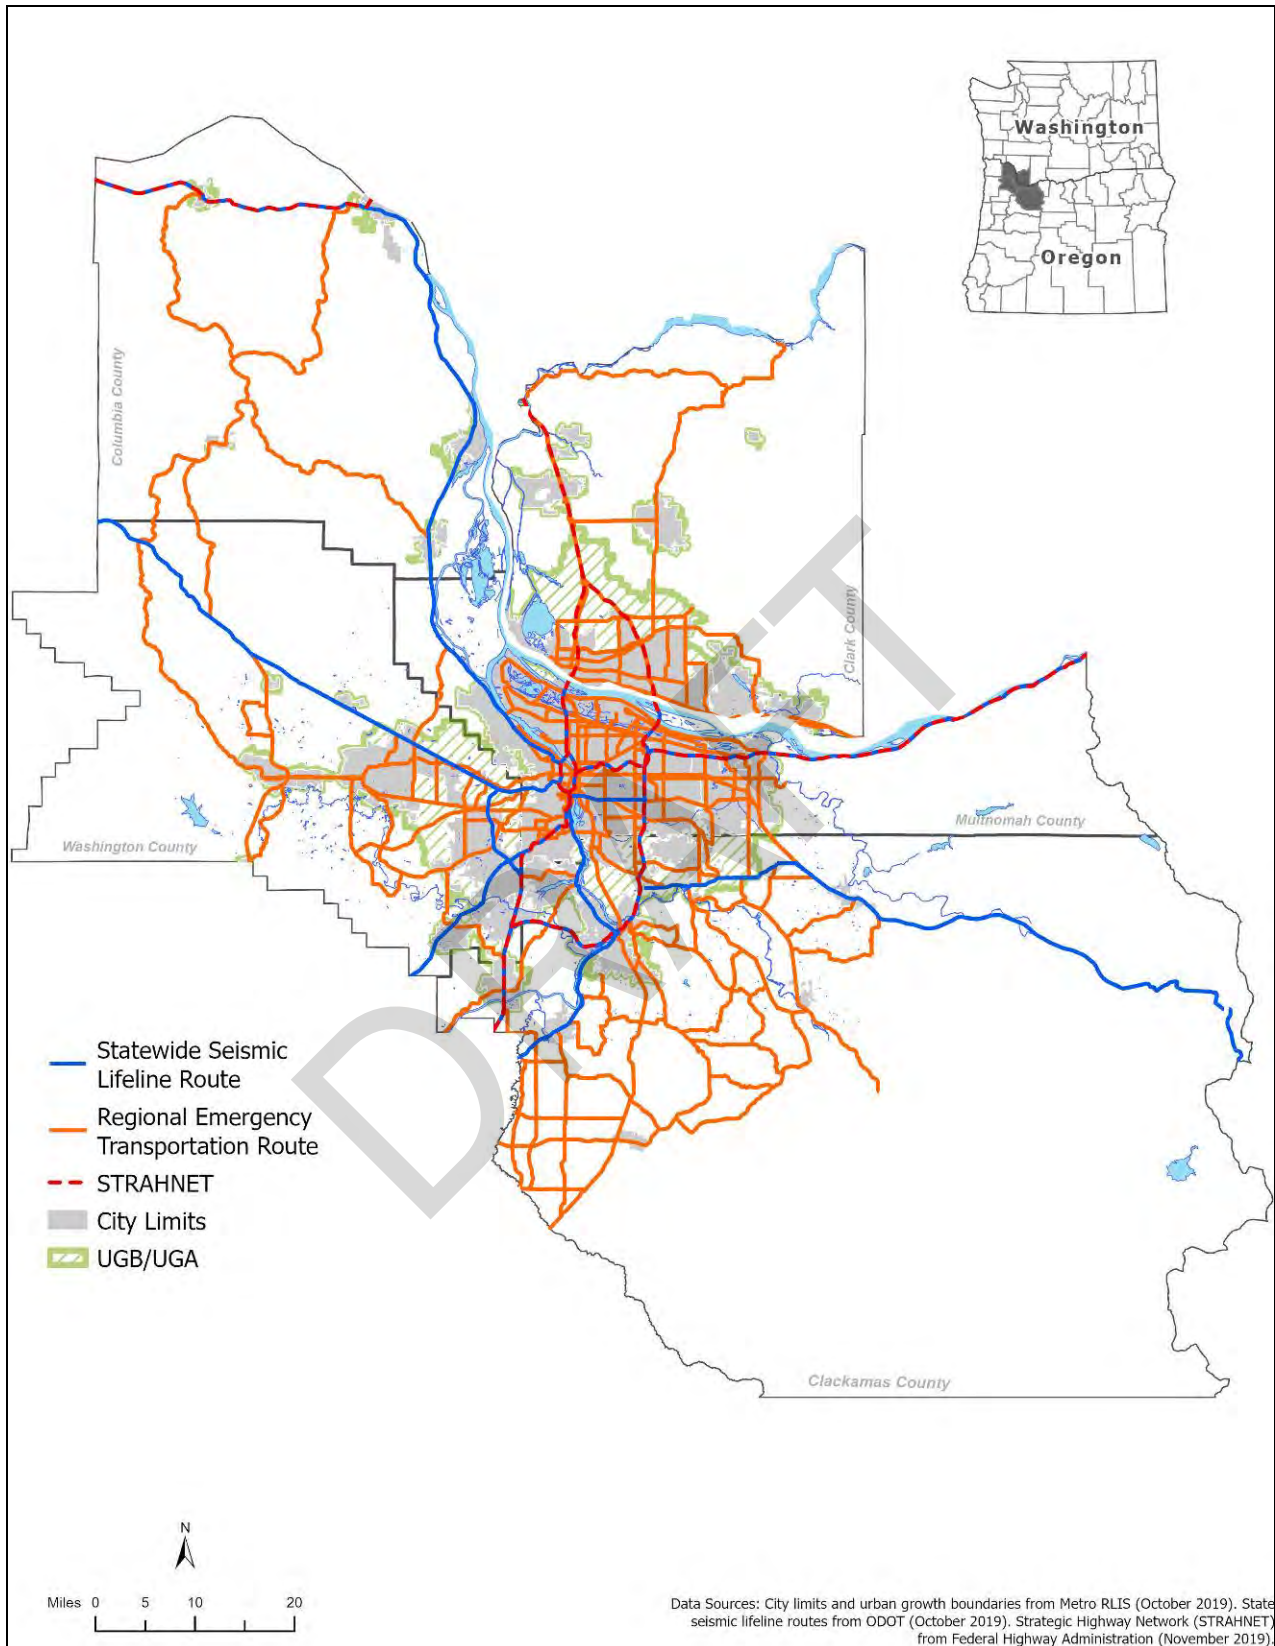 Washington
Oregon
Columbia County
Clark County
Multnomah County
Washington County
DRAFT
Statewide Seismic
Lifeline Route
Regional Emergency
Transportation Route
STRAHNET
City Limits
UGB/UGA
Clackamas County
N
Miles 0 5 10 20
Data Sources: City limits and urban growth boundaries from Metro RLIS (October 2019). State
seismic lifeline routes from ODOT (October 2019). Strategic Highway Network (STRAHNET)
from Federal Highway Administration (November 2019).